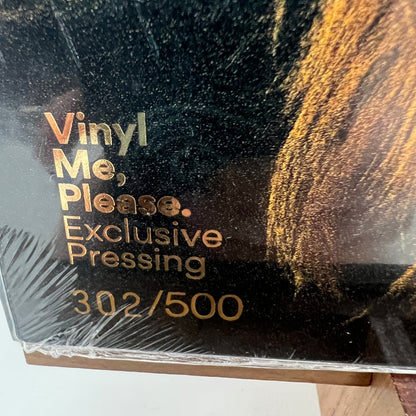 Vinyl
Me,
Please.
Exclusive
Pressing
302/500